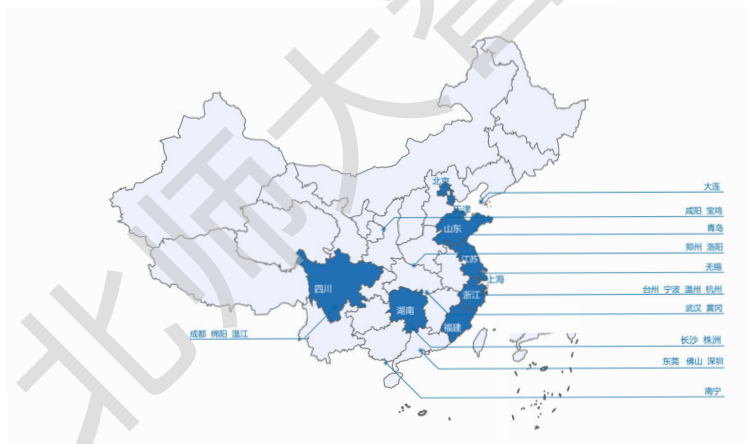 北京
大连
天津
咸阳 宝鸡
山东
青岛
郑州 洛阳
江苏
无锡
上海
四川
台州 宁波 温州 杭州
浙江
湖南
武汉 黄冈
福建
成都 绵阳 温江
长沙 株洲
东莞 佛山 深圳
南宁
北师大智